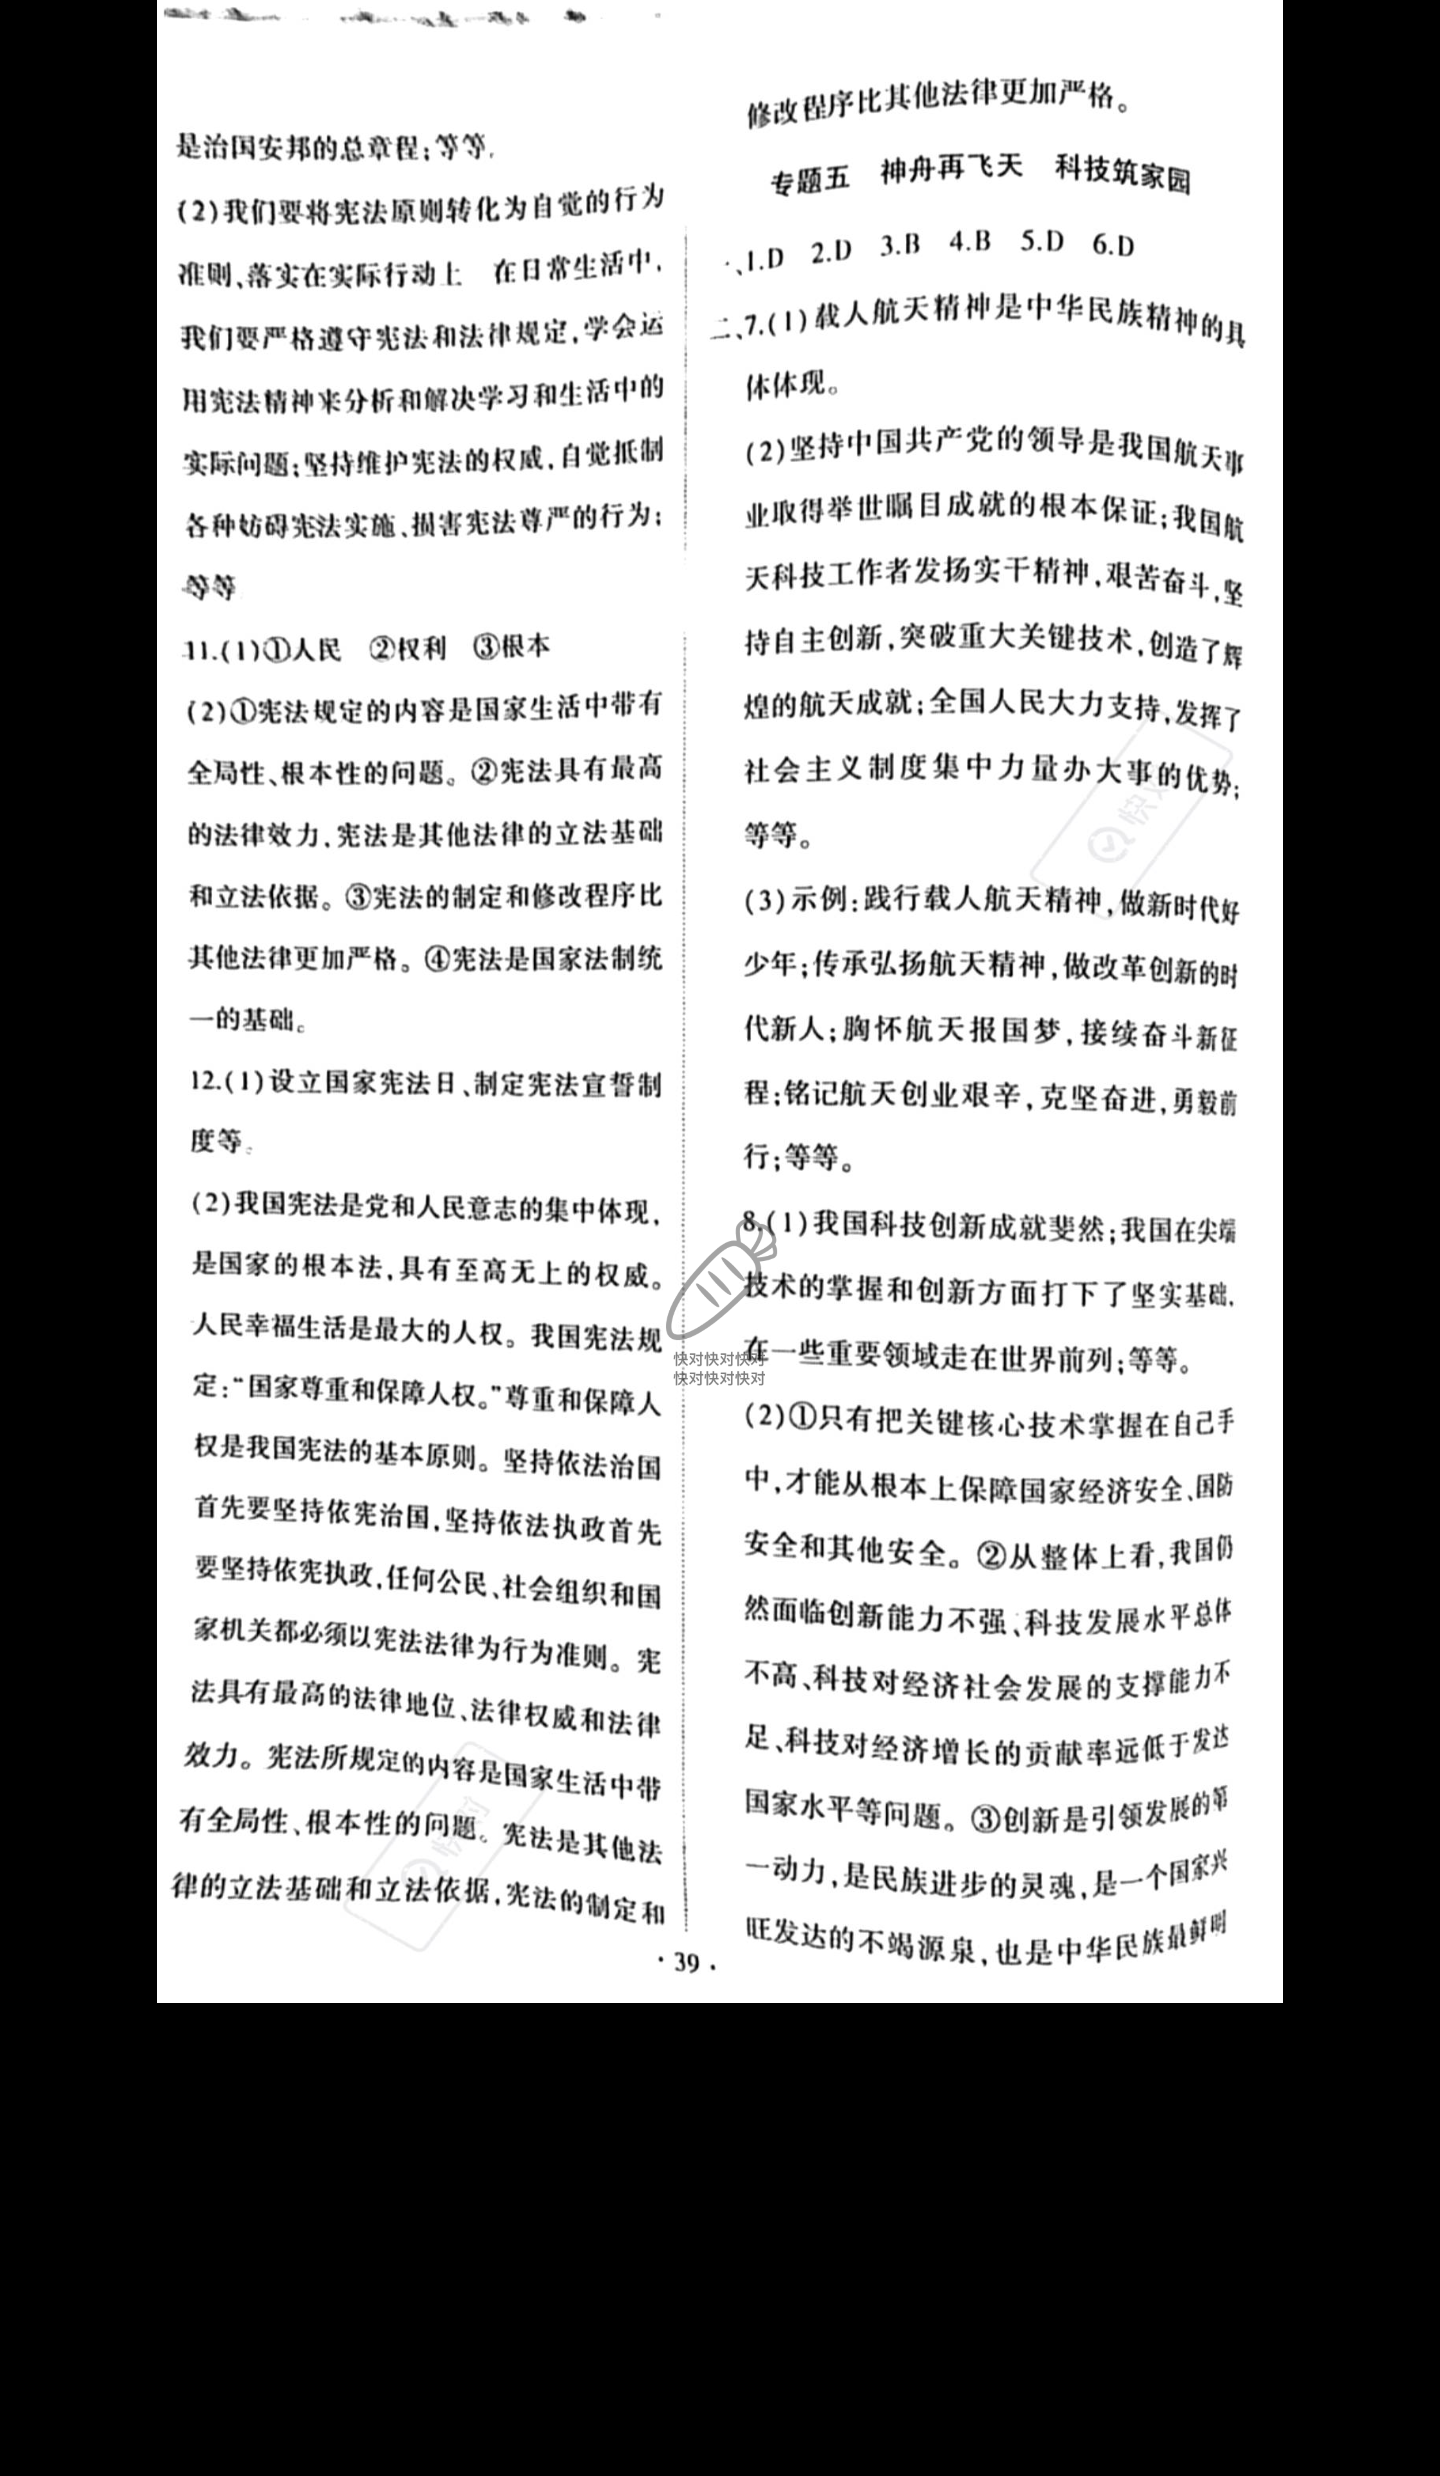 是治国安邦的总章程；等等.
(2)我们要将宪法原则转化为自觉的行为
准则、落实在实际行动上　在日常生活中,
我们要严格遵守宪法和法律规定,学会运
用宪法精神来分析和解决学习和生活中的
实际问题；坚持维护宪法的权威,自觉抵制
各种妨碍宪法实施、损害宪法尊严的行为；
等等
11.(1)①人民　②权利　③根本
(2)①宪法规定的内容是国家生活中带有
全局性、根本性的问题。②宪法具有最高
的法律效力,宪法是其他法律的立法基础
和立法依据。③宪法的制定和修改程序比
其他法律更加严格。④宪法是国家法制统
一的基础。
12.(1)设立国家宪法日、制定宪法宣誓制
度等。
(2)我国宪法是党和人民意志的集中体现,
是国家的根本法,具有至高无上的权威。
人民幸福生活是最大的人权。我国宪法规
定:“国家尊重和保障人权。”尊重和保障人
权是我国宪法的基本原则。坚持依法治国
首先要坚持依宪治国,坚持依法执政首先
要坚持依宪执政,任何公民、社会组织和国
家机关都必须以宪法法律为行为准则。宪
法具有最高的法律地位、法律权威和法律
效力。宪法所规定的内容是国家生活中带
有全局性、根本性的问题。宪法是其他法
律的立法基础和立法依据,宪法的制定和
修改程序比其他法律更加严格。
专题五　神舟再飞天　科技筑家园
一、1.D　2.D　3.B　4.B　5.D　6.D
二、7.(1)载人航天精神是中华民族精神的具
体体现。
(2)坚持中国共产党的领导是我国航天事
业取得举世瞩目成就的根本保证；我国航
天科技工作者发扬实干精神,艰苦奋斗,坚
持自主创新,突破重大关键技术,创造了辉
煌的航天成就；全国人民大力支持,发挥了
社会主义制度集中力量办大事的优势；
等等。
(3)示例:践行载人航天精神,做新时代好
少年；传承弘扬航天精神,做改革创新的时
代新人；胸怀航天报国梦,接续奋斗新征
程；铭记航天创业艰辛,克坚奋进,勇毅前
行；等等。
8.(1)我国科技创新成就斐然；我国在尖端
技术的掌握和创新方面打下了坚实基础,
在一些重要领域走在世界前列；等等。
(2)①只有把关键核心技术掌握在自己手
中,才能从根本上保障国家经济安全、国防
安全和其他安全。②从整体上看,我国仍
然面临创新能力不强、科技发展水平总体
不高、科技对经济社会发展的支撑能力不
足、科技对经济增长的贡献率远低于发达
国家水平等问题。③创新是引领发展的第
一动力,是民族进步的灵魂,是一个国家兴
旺发达的不竭源泉,也是中华民族最鲜明
快对快对快对
快对快对快对
· 39 ·